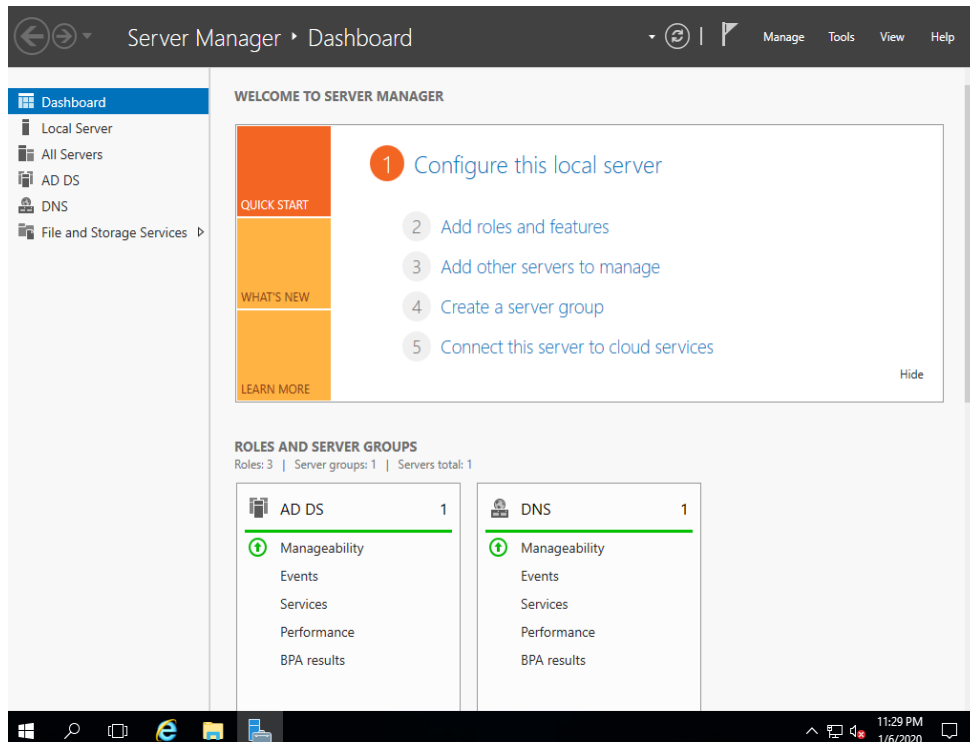 Server Manager • Dashboard
Manage Tools View Help
Dashboard
Local Server
All Servers
AD DS
DNS
File and Storage Services
WELCOME TO SERVER MANAGER
QUICK START
WHAT'S NEW
LEARN MORE
1 Configure this local server
2 Add roles and features
3 Add other servers to manage
4 Create a server group
5 Connect this server to cloud services
Hide
ROLES AND SERVER GROUPS
Roles: 3 | Server groups: 1 | Servers total: 1
AD DS 1
Manageability
Events
Services
Performance
BPA results
DNS 1
Manageability
Events
Services
Performance
BPA results
11:29 PM
1/6/2020